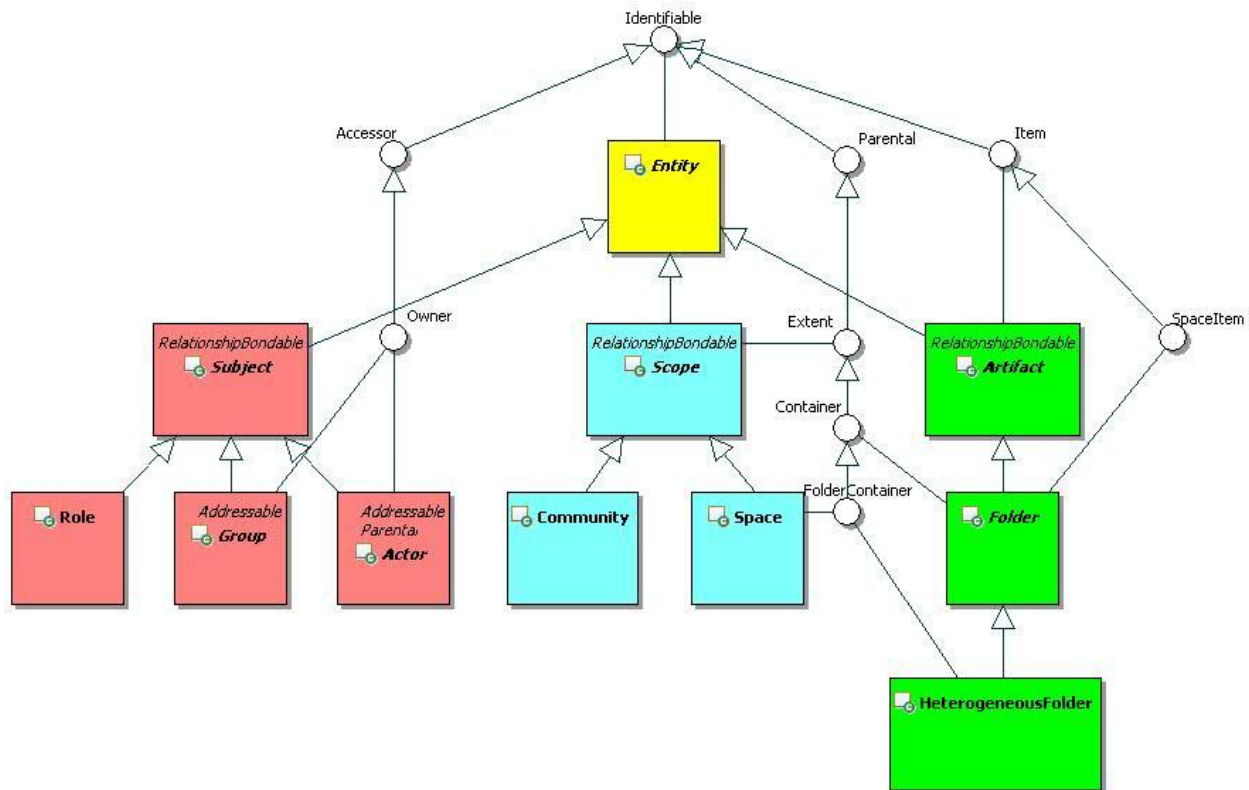 Identifiable
Accessor
Parental
Item
Entity
Owner
Extent
SpaceItem
RelationshipBondable
Subject
RelationshipBondable
Scope
RelationshipBondable
Artifact
Container
FolderContainer
Role
Addressable
Group
Addressable
Parental
Actor
Community
Space
Folder
HeterogeneousFolder